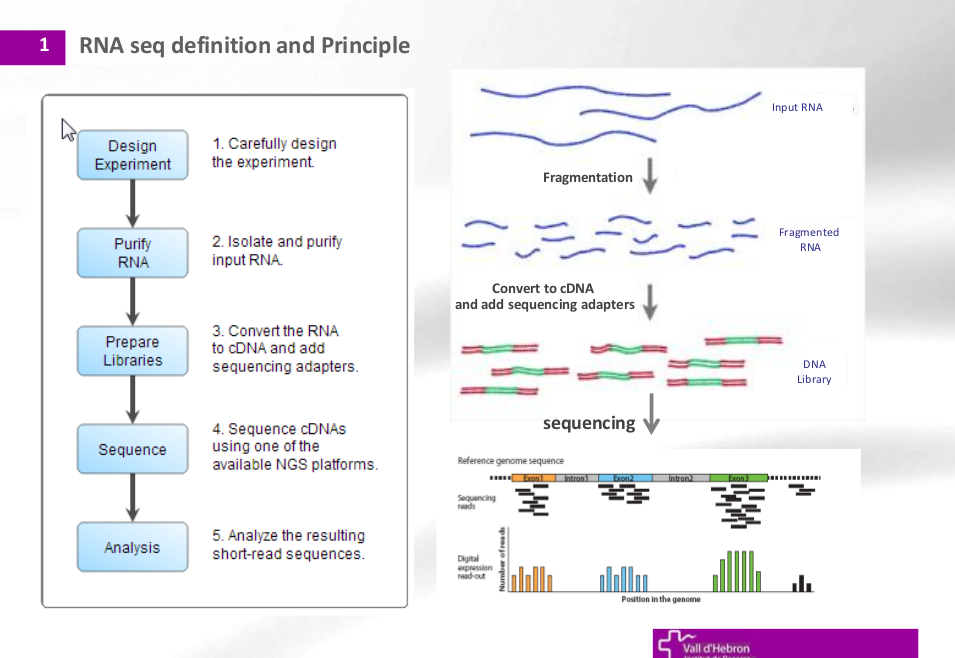 1
RNA seq definition and Principle
Design
Experiment
1. Carefully design
the experiment.
Purify
RNA
2. Isolate and purify
input RNA.
Prepare
Libraries
3. Convert the RNA
to cDNA and add
sequencing adapters.
Sequence
4. Sequence cDNAs
using one of the
available NGS platforms.
Analysis
5. Analyze the resulting
short-read sequences.
Input RNA
Fragmentation
Fragmented
RNA
Convert to cDNA
and add sequencing adapters
DNA
Library
sequencing
Reference genome sequence
Exon1 Intron1 Exon2 Intron2 Exon3
Sequencing
reads
Number of reads
Digital
expression
read-out
Position in the genome
Vall d'Hebron